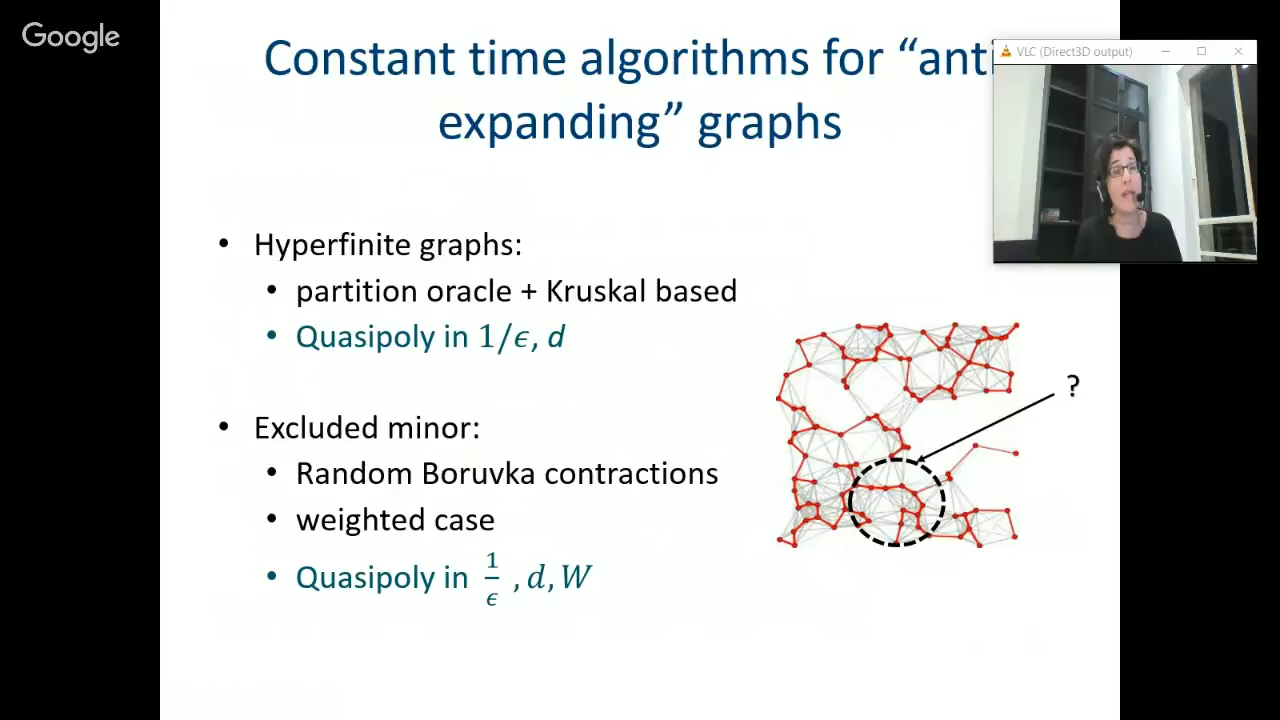 Google
Constant time algorithms for “anti
expanding” graphs
VLC (Direct3D output)
• Hyperfinite graphs:
• partition oracle + Kruskal based
• Quasipoly in 1/ϵ, d
?
• Excluded minor:
• Random Boruvka contractions
• weighted case
• Quasipoly in 1/ϵ , d, W